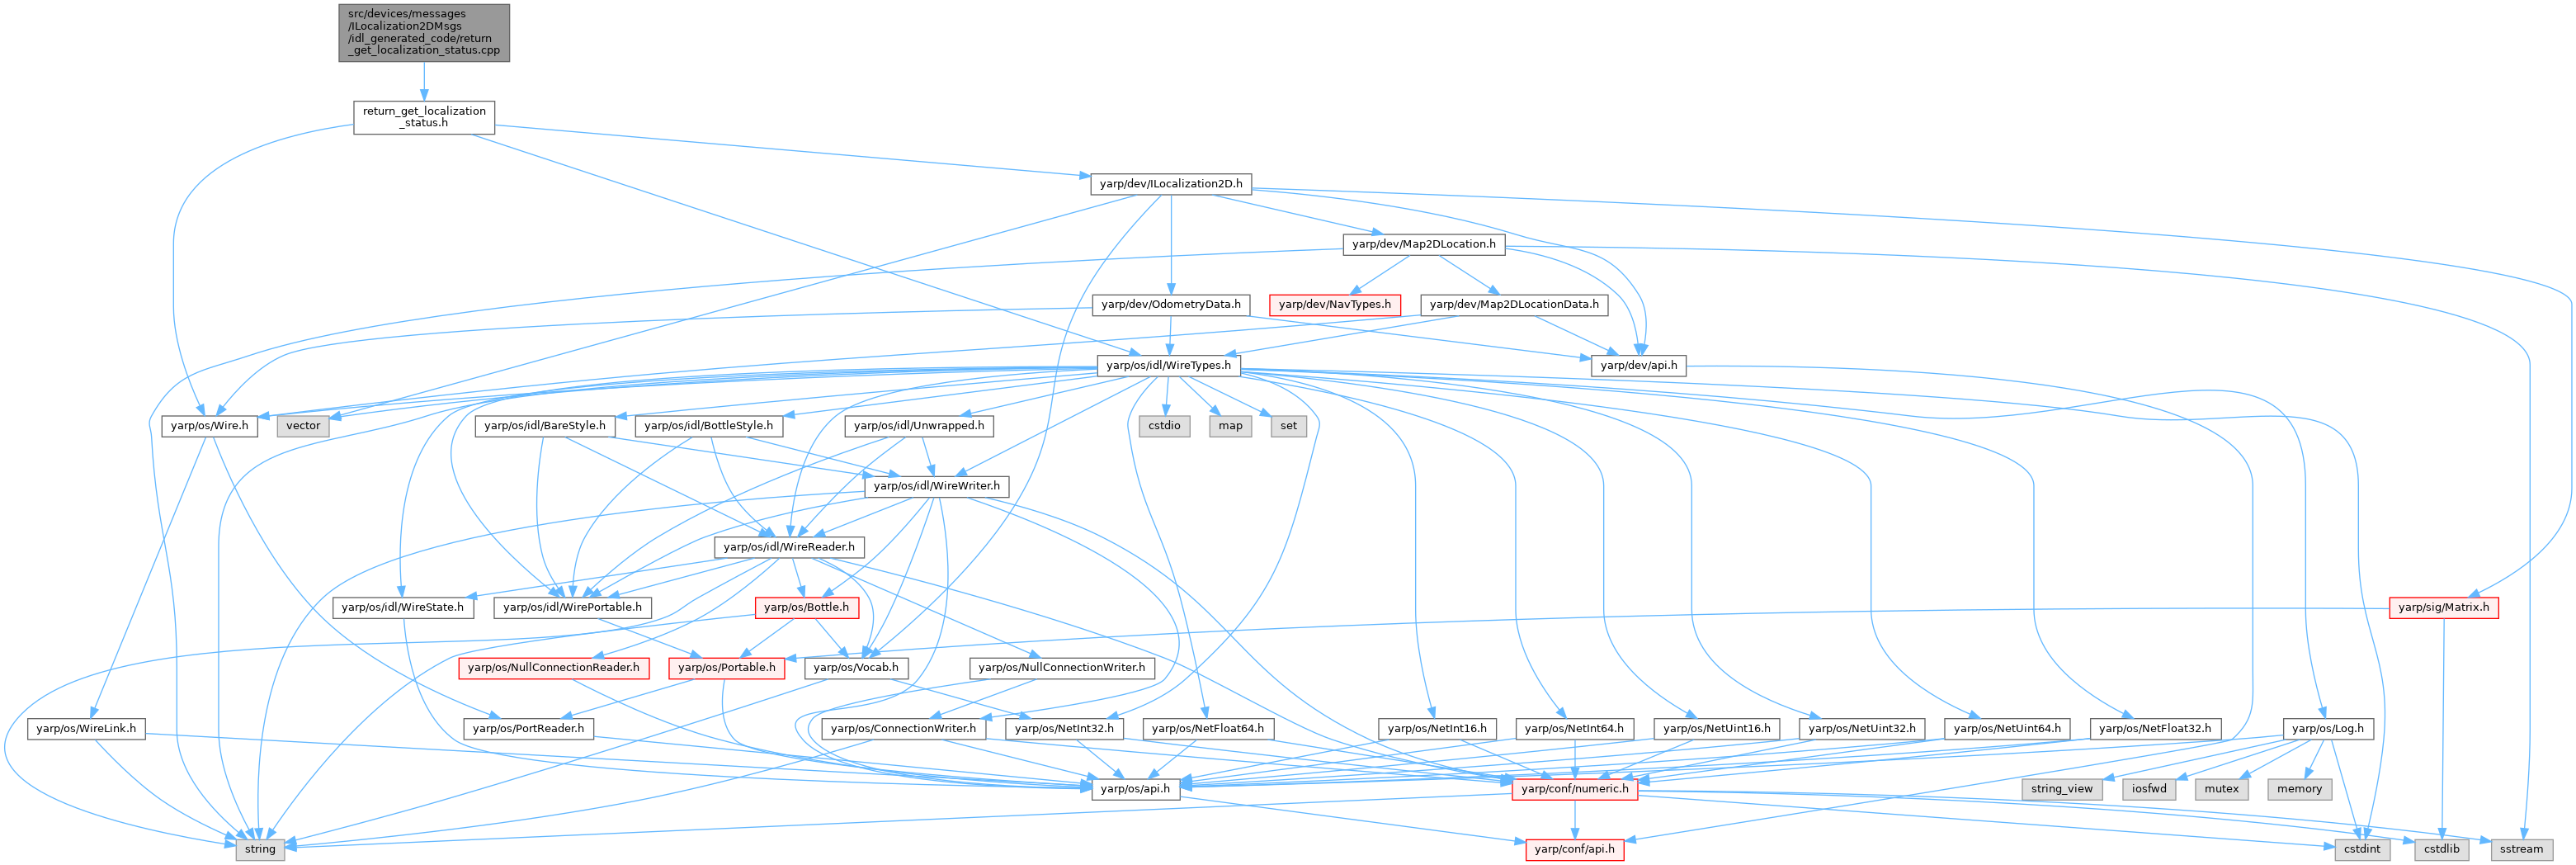 src/devices/messages
/ILocalization2DMsgs
/idl_generated_code/return
_get_localization_status.cpp
return_get_localization
_status.h
yarp/dev/ILocalization2D.h
yarp/dev/Map2DLocation.h
yarp/dev/OdometryData.h
yarp/dev/NavTypes.h
yarp/dev/Map2DLocationData.h
yarp/os/idl/WireTypes.h
yarp/dev/api.h
yarp/os/Wire.h
vector
yarp/os/idl/BareStyle.h
yarp/os/idl/BottleStyle.h
yarp/os/idl/Unwrapped.h
cstdio
map
set
yarp/os/idl/WireWriter.h
yarp/os/idl/WireReader.h
yarp/os/idl/WireState.h
yarp/os/idl/WirePortable.h
yarp/os/Bottle.h
yarp/sig/Matrix.h
yarp/os/NullConnectionReader.h
yarp/os/Portable.h
yarp/os/Vocab.h
yarp/os/NullConnectionWriter.h
yarp/os/WireLink.h
yarp/os/PortReader.h
yarp/os/ConnectionWriter.h
yarp/os/NetInt32.h
yarp/os/NetFloat64.h
yarp/os/NetInt16.h
yarp/os/NetInt64.h
yarp/os/NetUint16.h
yarp/os/NetUint32.h
yarp/os/NetUint64.h
yarp/os/NetFloat32.h
yarp/os/Log.h
yarp/os/api.h
yarp/conf/numeric.h
string_view
iosfwd
mutex
memory
string
yarp/conf/api.h
cstdint
cstdlib
sstream